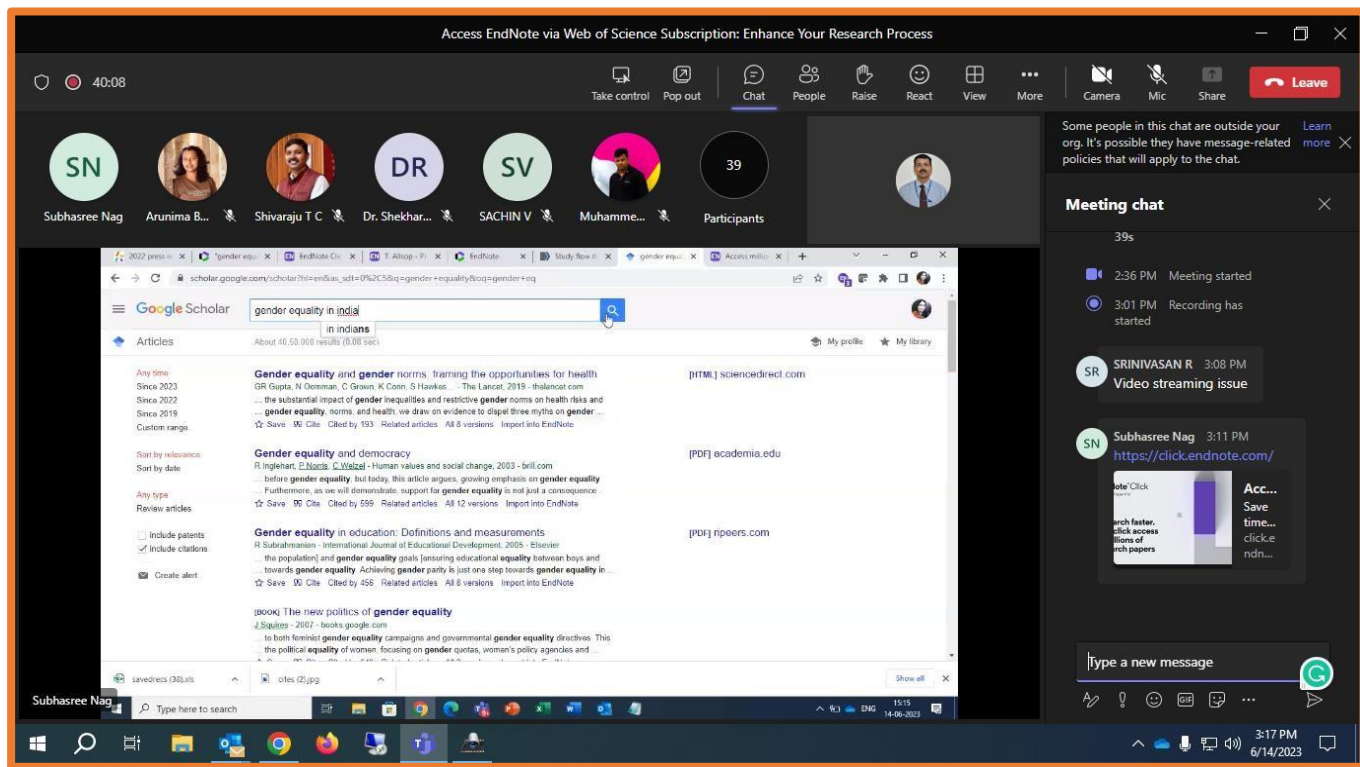 Access EndNote via Web of Science Subscription: Enhance Your Research Process
40:08
Take control Pop out Chat People Raise React View More Camera Mic Share Leave
SN DR SV 39
Subhasree Nag Arunima B... Shivaraju T C Dr. Shekhar... SACHIN V Muhamme... Participants
Some people in this chat are outside your
org. It's possible they have message-related
policies that will apply to the chat.
Learn
more
Meeting chat
39s
2:36 PM Meeting started
3:01 PM Recording has
started
SR SRINIVASAN R 3:08 PM
Video streaming issue
SN Subhasree Nag 3:11 PM
https://click.endnote.com/
Acc...
Save
time...
click.e
ndn...
Type a new message
GIF
2022 press "gender equ EndNote Clic T. Allsop - Pl EndNote Study flow gender equa Access millio
scholar.google.com/scholar?hl=en&as_sdt=0%2C5&q=gender+equality&oq=gender+eq
Google Scholar
gender equality in india
in indians
Articles
About 40,50,000 results (0.08 sec)
My profile My library
Any time
Since 2023
Since 2022
Since 2019
Custom range
Sort by relevance
Sort by date
Any type
Review articles
include patents
include citations
Create alert
Gender equality and gender norms: framing the opportunities for health
GR Gupta, N Oomman, C Grown, K Conn, S Hawkes... - The Lancet, 2019 - thelancet.com
... the substantial impact of gender inequalities and restrictive gender norms on health risks and
... gender equality, norms, and health, we draw on evidence to dispel three myths on gender ...
Save Cite Cited by 193 Related articles All 8 versions Import into EndNote
[HTML] sciencedirect.com
Gender equality and democracy
R Inglehart, P Norris, C Welzel - Human values and social change, 2003 - brill.com
... before gender equality, but today, this article argues, growing emphasis on gender equality
... Furthermore, as we will demonstrate, support for gender equality is not just a consequence ...
Save Cite Cited by 599 Related articles All 12 versions Import into EndNote
[PDF] academia.edu
Gender equality in education: Definitions and measurements
R Subrahmanian - International Journal of Educational Development, 2005 - Elsevier
... the population] and gender equality goals [ensuring educational equality between boys and
... towards gender equality. Achieving gender parity is just one step towards gender equality in ...
Save Cite Cited by 456 Related articles All 8 versions Import into EndNote
[PDF] ripeers.com
[BOOK] The new politics of gender equality
J Squires - 2007 - books.google.com
... to both feminist gender equality campaigns and governmental gender equality directives. This
... the political equality of women, focusing on gender quotas, women's policy agencies and
savedrecs (38).xls cites (2).jpg Show all
Subhasree Nag
Type here to search
ENG 15:15
14-06-2023
3:17 PM
6/14/2023